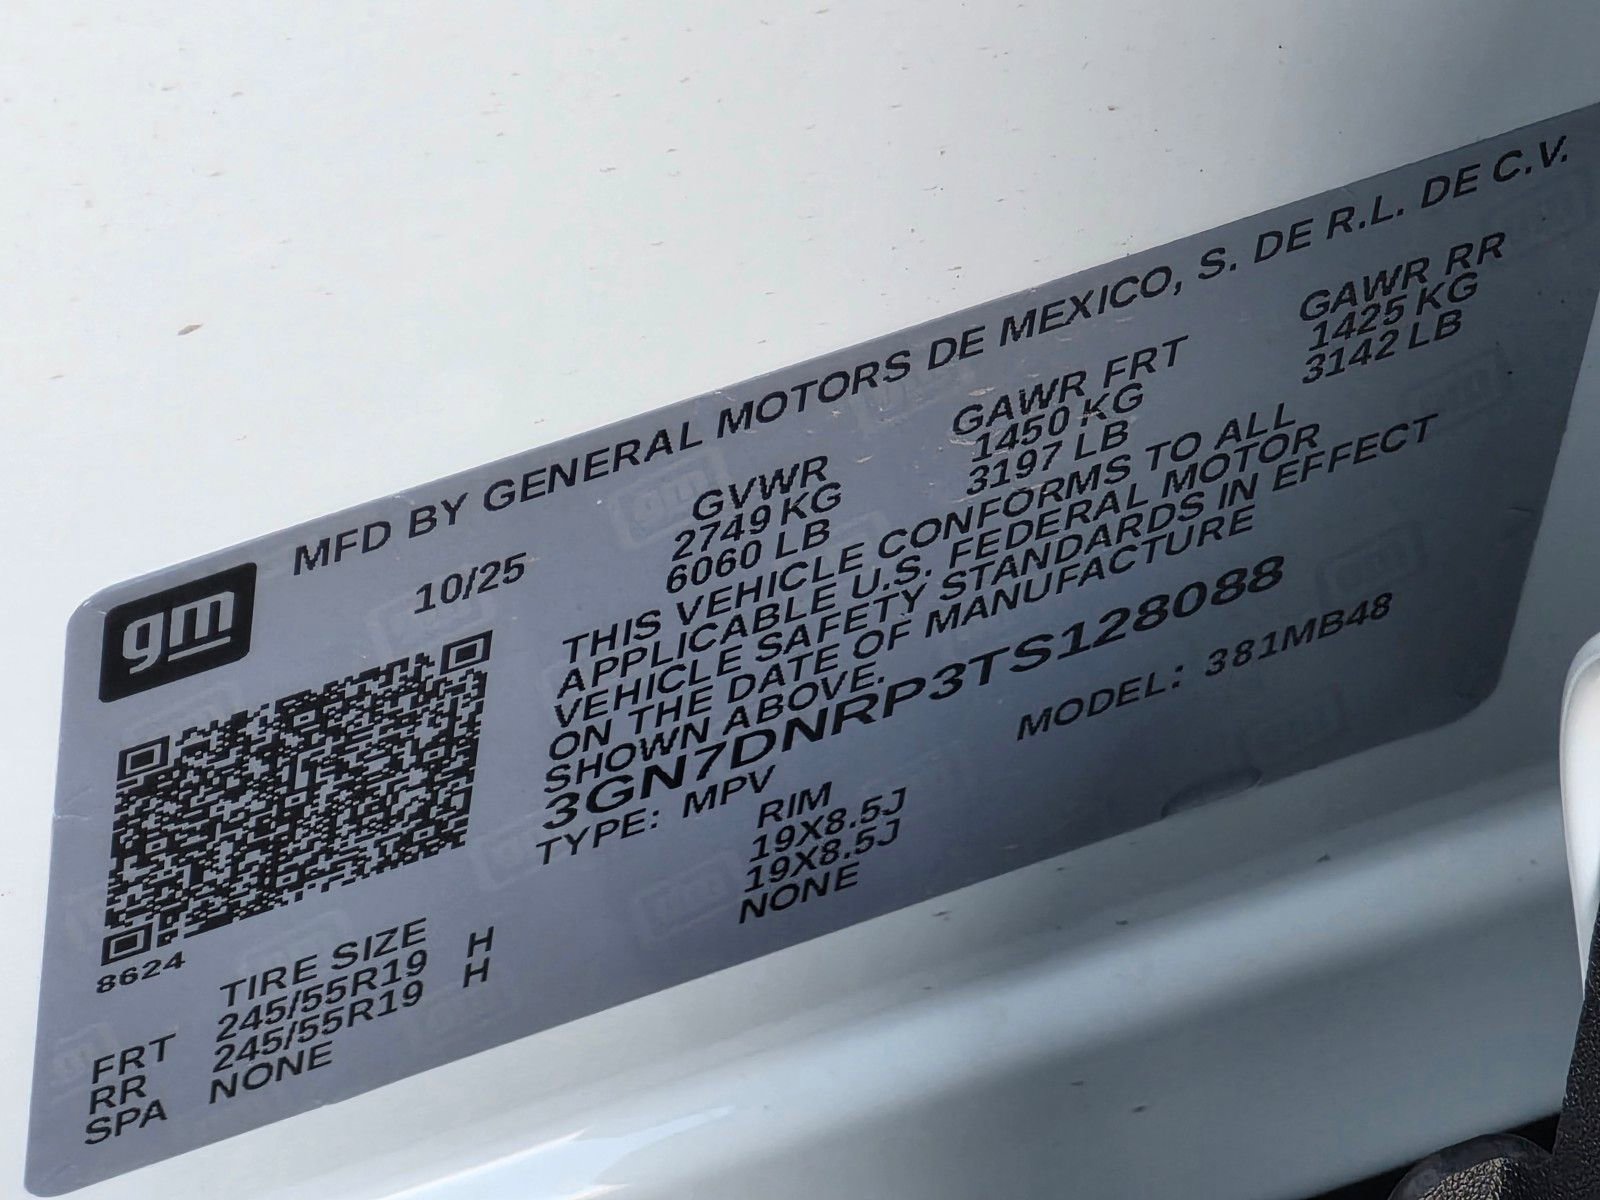 gm
MFD BY GENERAL MOTORS DE MEXICO, S. DE R.L. DE C.V.
10/25
GVWR GAWR FRT GAWR RR
2749 KG 1450 KG 1425 KG
6060 LB 3197 LB 3142 LB
THIS VEHICLE CONFORMS TO ALL
APPLICABLE U.S. FEDERAL MOTOR
VEHICLE SAFETY STANDARDS IN EFFECT
ON THE DATE OF MANUFACTURE
SHOWN ABOVE.
3GN7DNRP3TS128088
TYPE: MPV MODEL: 381MB48
8624
TIRE SIZE RIM
FRT 245/55R19 H 19X8.5J
RR 245/55R19 H 19X8.5J
SPA NONE NONE